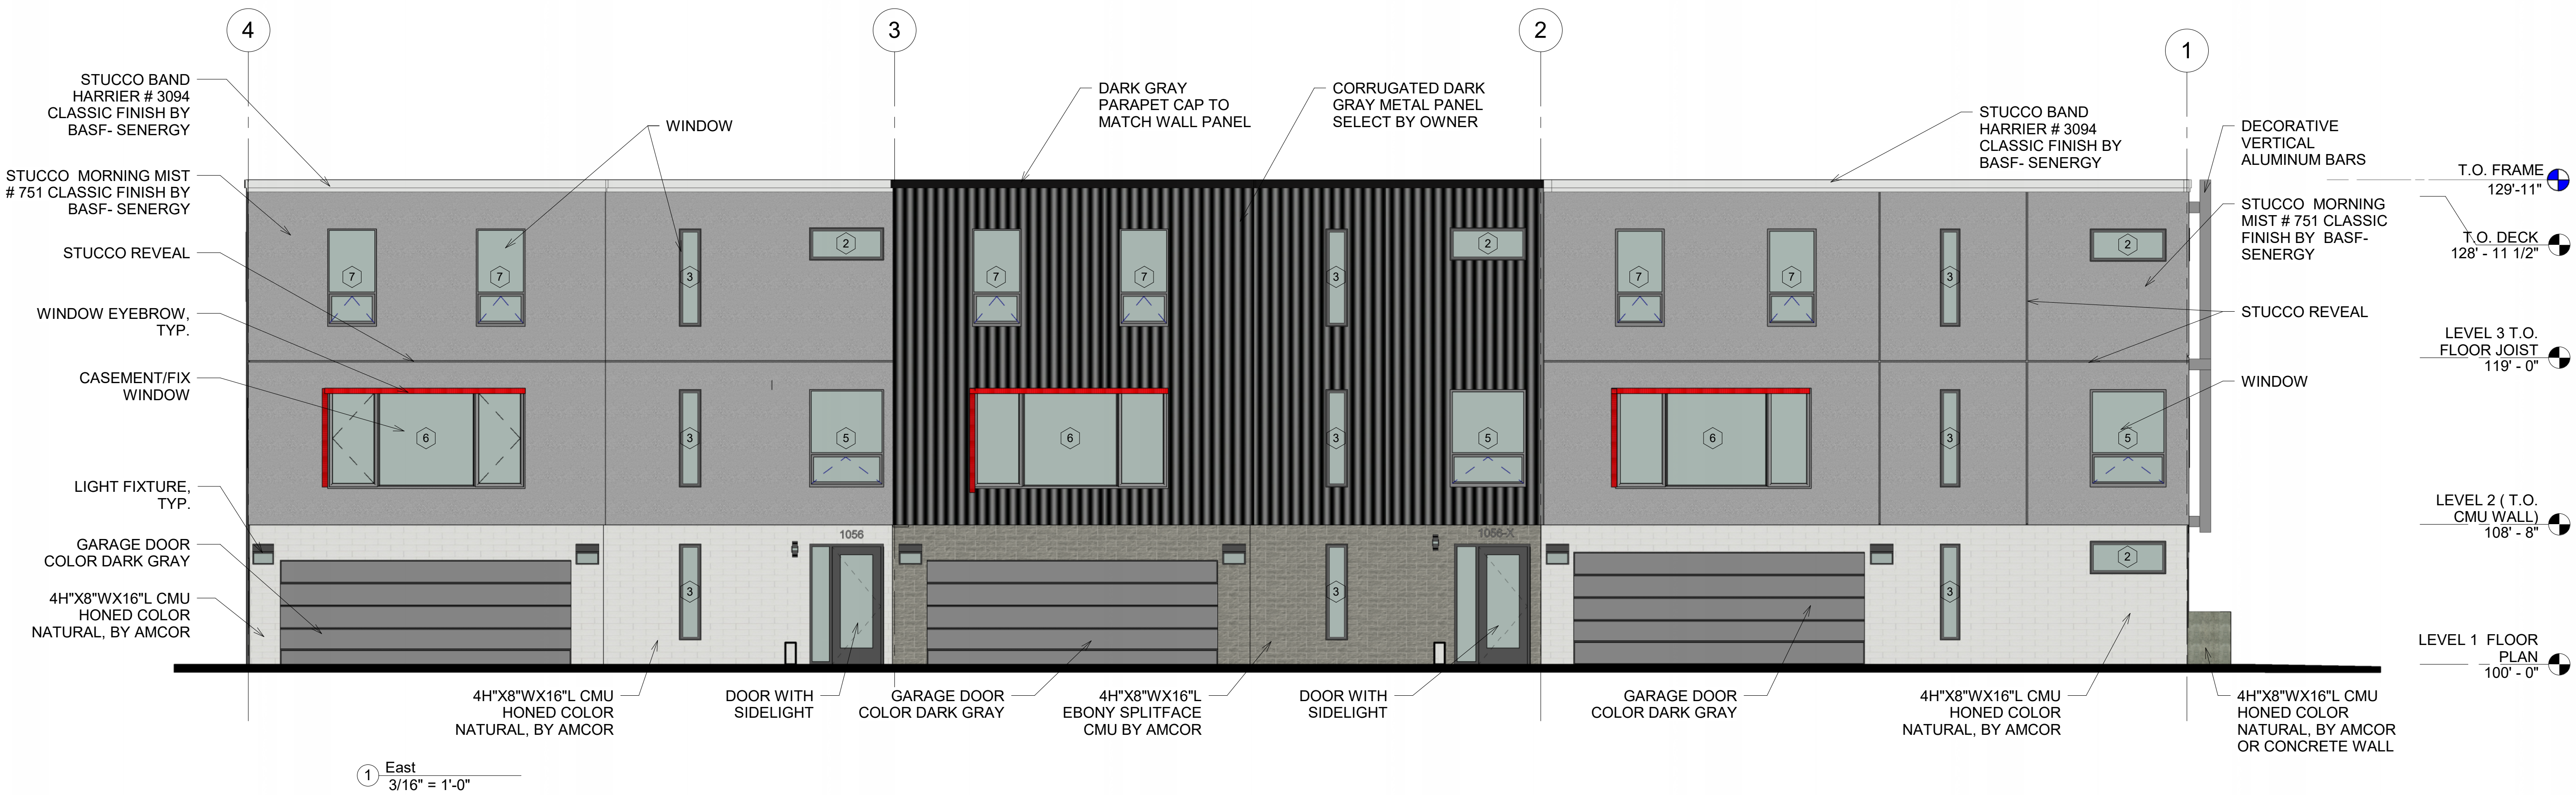 4
3
2
1
STUCCO BAND
HARRIER # 3094
CLASSIC FINISH BY
BASF- SENERGY
WINDOW
DARK GRAY
PARAPET CAP TO
MATCH WALL PANEL
CORRUGATED DARK
GRAY METAL PANEL
SELECT BY OWNER
STUCCO BAND
HARRIER # 3094
CLASSIC FINISH BY
BASF- SENERGY
DECORATIVE
VERTICAL
ALUMINUM BARS
T.O. FRAME
129'-11"
STUCCO MORNING MIST
# 751 CLASSIC FINISH BY
BASF- SENERGY
STUCCO MORNING
MIST # 751 CLASSIC
FINISH BY BASF-
SENERGY
T.O. DECK
128' - 11 1/2"
STUCCO REVEAL
2
2
2
7
7
3
7
7
3
7
7
3
WINDOW EYEBROW,
TYP.
STUCCO REVEAL
LEVEL 3 T.O.
FLOOR JOIST
119' - 0"
CASEMENT/FIX
WINDOW
WINDOW
6
3
5
6
3
5
6
3
5
LIGHT FIXTURE,
TYP.
LEVEL 2 ( T.O.
CMU WALL)
108' - 8"
1056
1056-X
GARAGE DOOR
COLOR DARK GRAY
2
3
3
3
4H"X8"WX16"L CMU
HONED COLOR
NATURAL, BY AMCOR
LEVEL 1 FLOOR
PLAN
100' - 0"
4H"X8"WX16"L CMU
HONED COLOR
NATURAL, BY AMCOR
DOOR WITH
SIDELIGHT
GARAGE DOOR
COLOR DARK GRAY
4H"X8"WX16"L
EBONY SPLITFACE
CMU BY AMCOR
DOOR WITH
SIDELIGHT
GARAGE DOOR
COLOR DARK GRAY
4H"X8"WX16"L CMU
HONED COLOR
NATURAL, BY AMCOR
4H"X8"WX16"L CMU
HONED COLOR
NATURAL, BY AMCOR
OR CONCRETE WALL
1
East
3/16" = 1'-0"